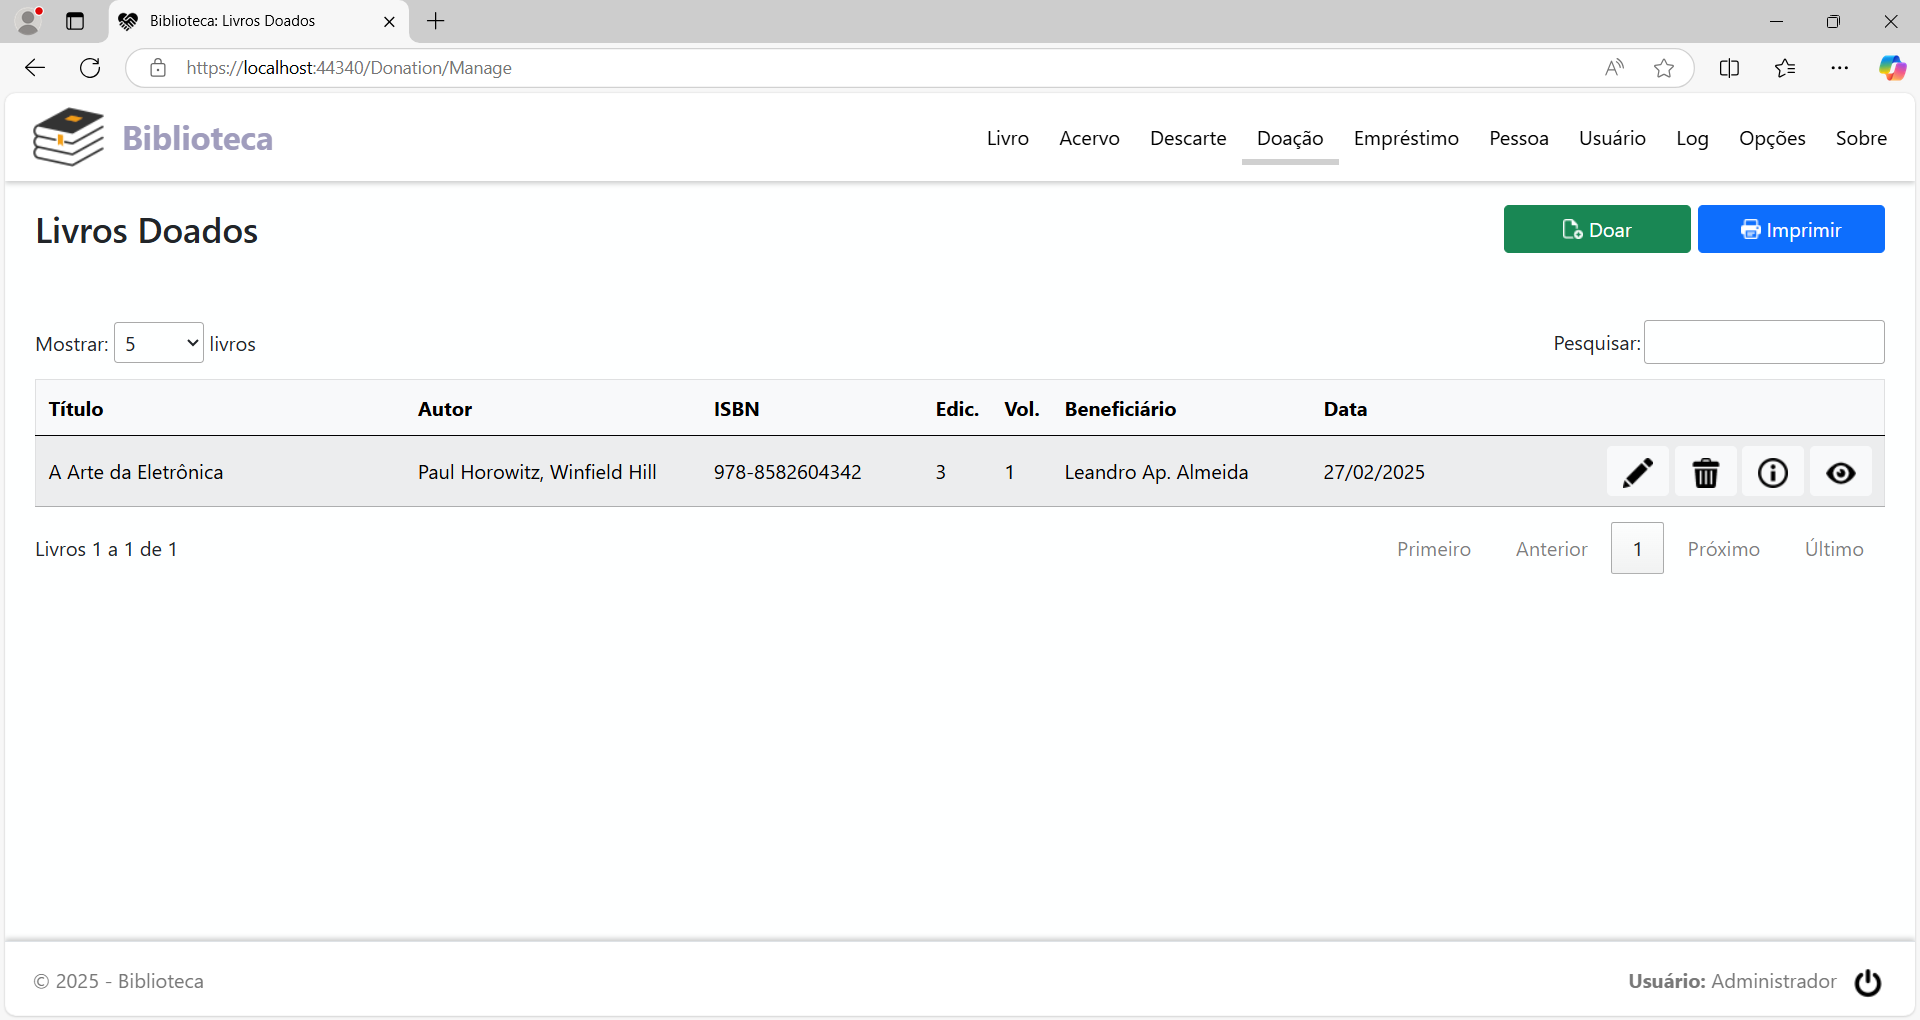 Biblioteca: Livros Doados
https://localhost:44340/Donation/Manage
Biblioteca
Livro Acervo Descarte Doação Empréstimo Pessoa Usuário Log Opções Sobre
Livros Doados
Doar Imprimir
Mostrar: 5 livros
Pesquisar:
Título Autor ISBN Edic. Vol. Beneficiário Data
A Arte da Eletrônica Paul Horowitz, Winfield Hill 978-8582604342 3 1 Leandro Ap. Almeida 27/02/2025
Livros 1 a 1 de 1
Primeiro Anterior 1 Próximo Último
© 2025 - Biblioteca
Usuário: Administrador